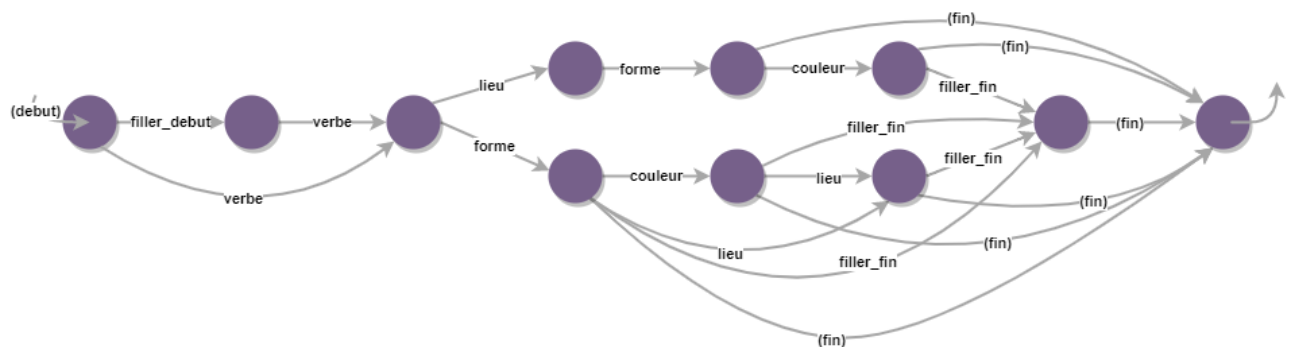 (fin)
(fin)
forme
couleur
lieu
filler_fin
(debut)
filler_debut
verbe
filler_fin
(fin)
forme
filler_fin
couleur
lieu
verbe
(fin)
(fin)
lieu
filler_fin
(fin)